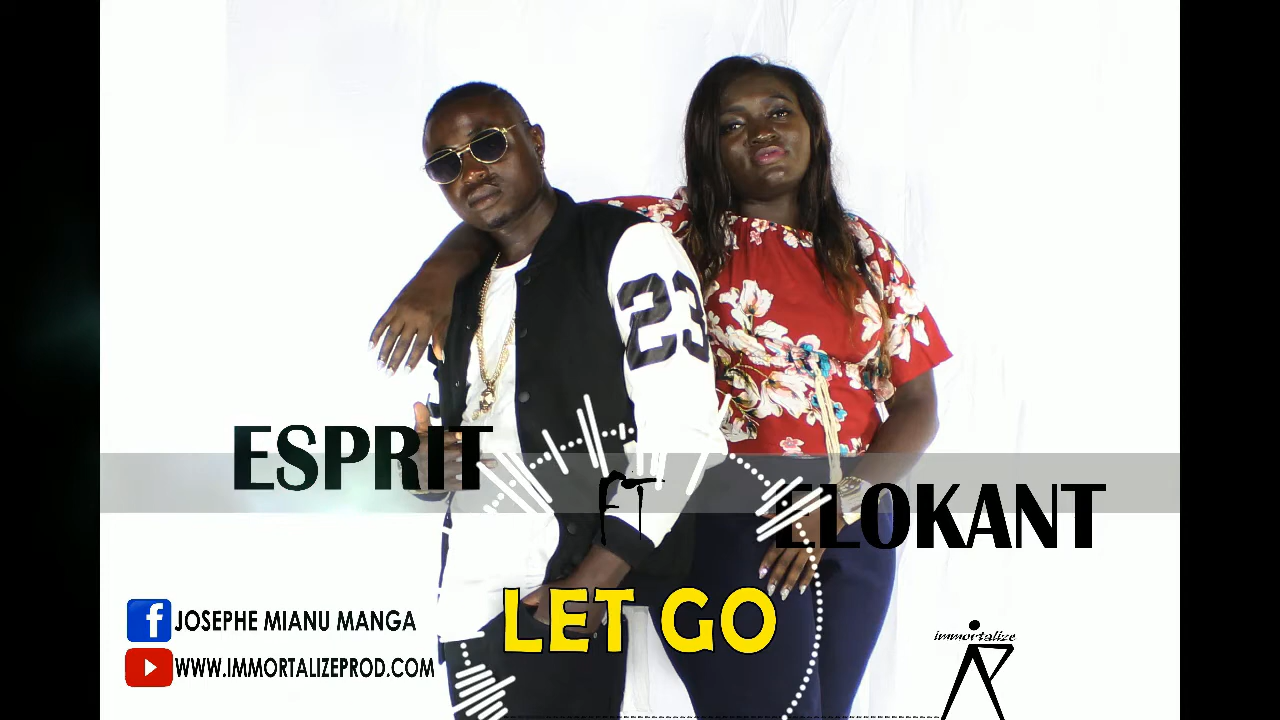 23
ESPRIT
FT
ELOKANT
LET GO
f JOSEPHE MIANU MANGA
WWW.IMMORTALIZEPROD.COM
immortalize